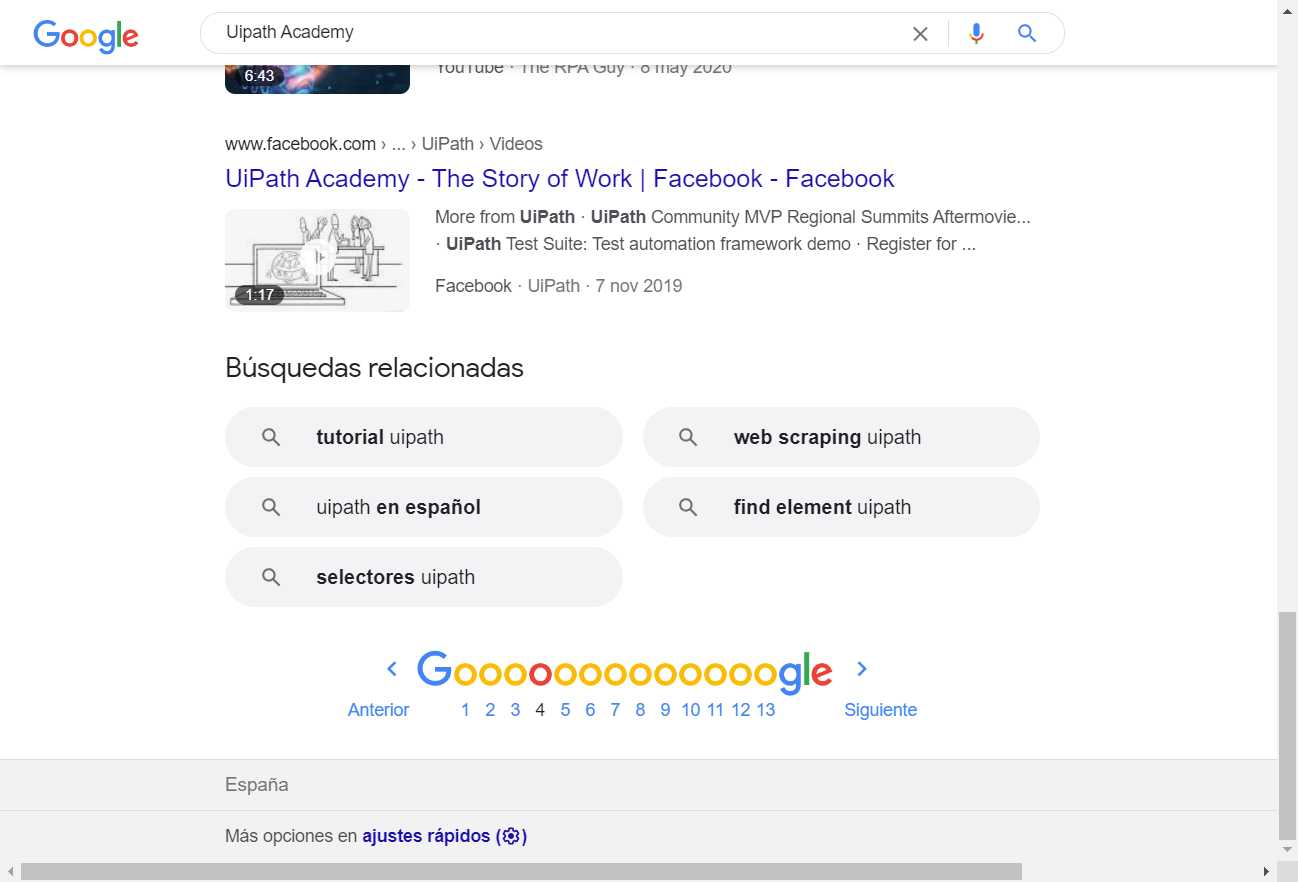 Google
Uipath Academy
6:43
YouTube · The RPA Guy · 8 may 2020
www.facebook.com › ... › UiPath › Videos
UiPath Academy - The Story of Work | Facebook - Facebook
More from UiPath · UiPath Community MVP Regional Summits Aftermovie...
· UiPath Test Suite: Test automation framework demo · Register for ...
1:17
Facebook · UiPath · 7 nov 2019
Búsquedas relacionadas
tutorial uipath
web scraping uipath
uipath en español
find element uipath
selectores uipath
Goooooooooooooogle
Anterior 1 2 3 4 5 6 7 8 9 10 11 12 13 Siguiente
España
Más opciones en ajustes rápidos ( )